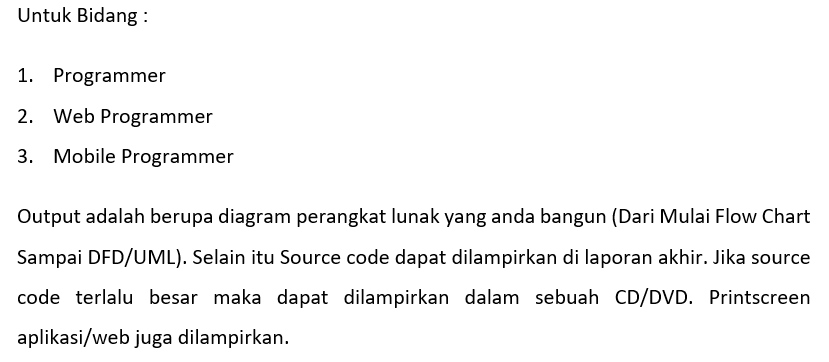 Untuk Bidang :
1. Programmer
2. Web Programmer
3. Mobile Programmer
Output adalah berupa diagram perangkat lunak yang anda bangun (Dari Mulai Flow Chart
Sampai DFD/UML). Selain itu Source code dapat dilampirkan di laporan akhir. Jika source
code terlalu besar maka dapat dilampirkan dalam sebuah CD/DVD. Printscreen
aplikasi/web juga dilampirkan.